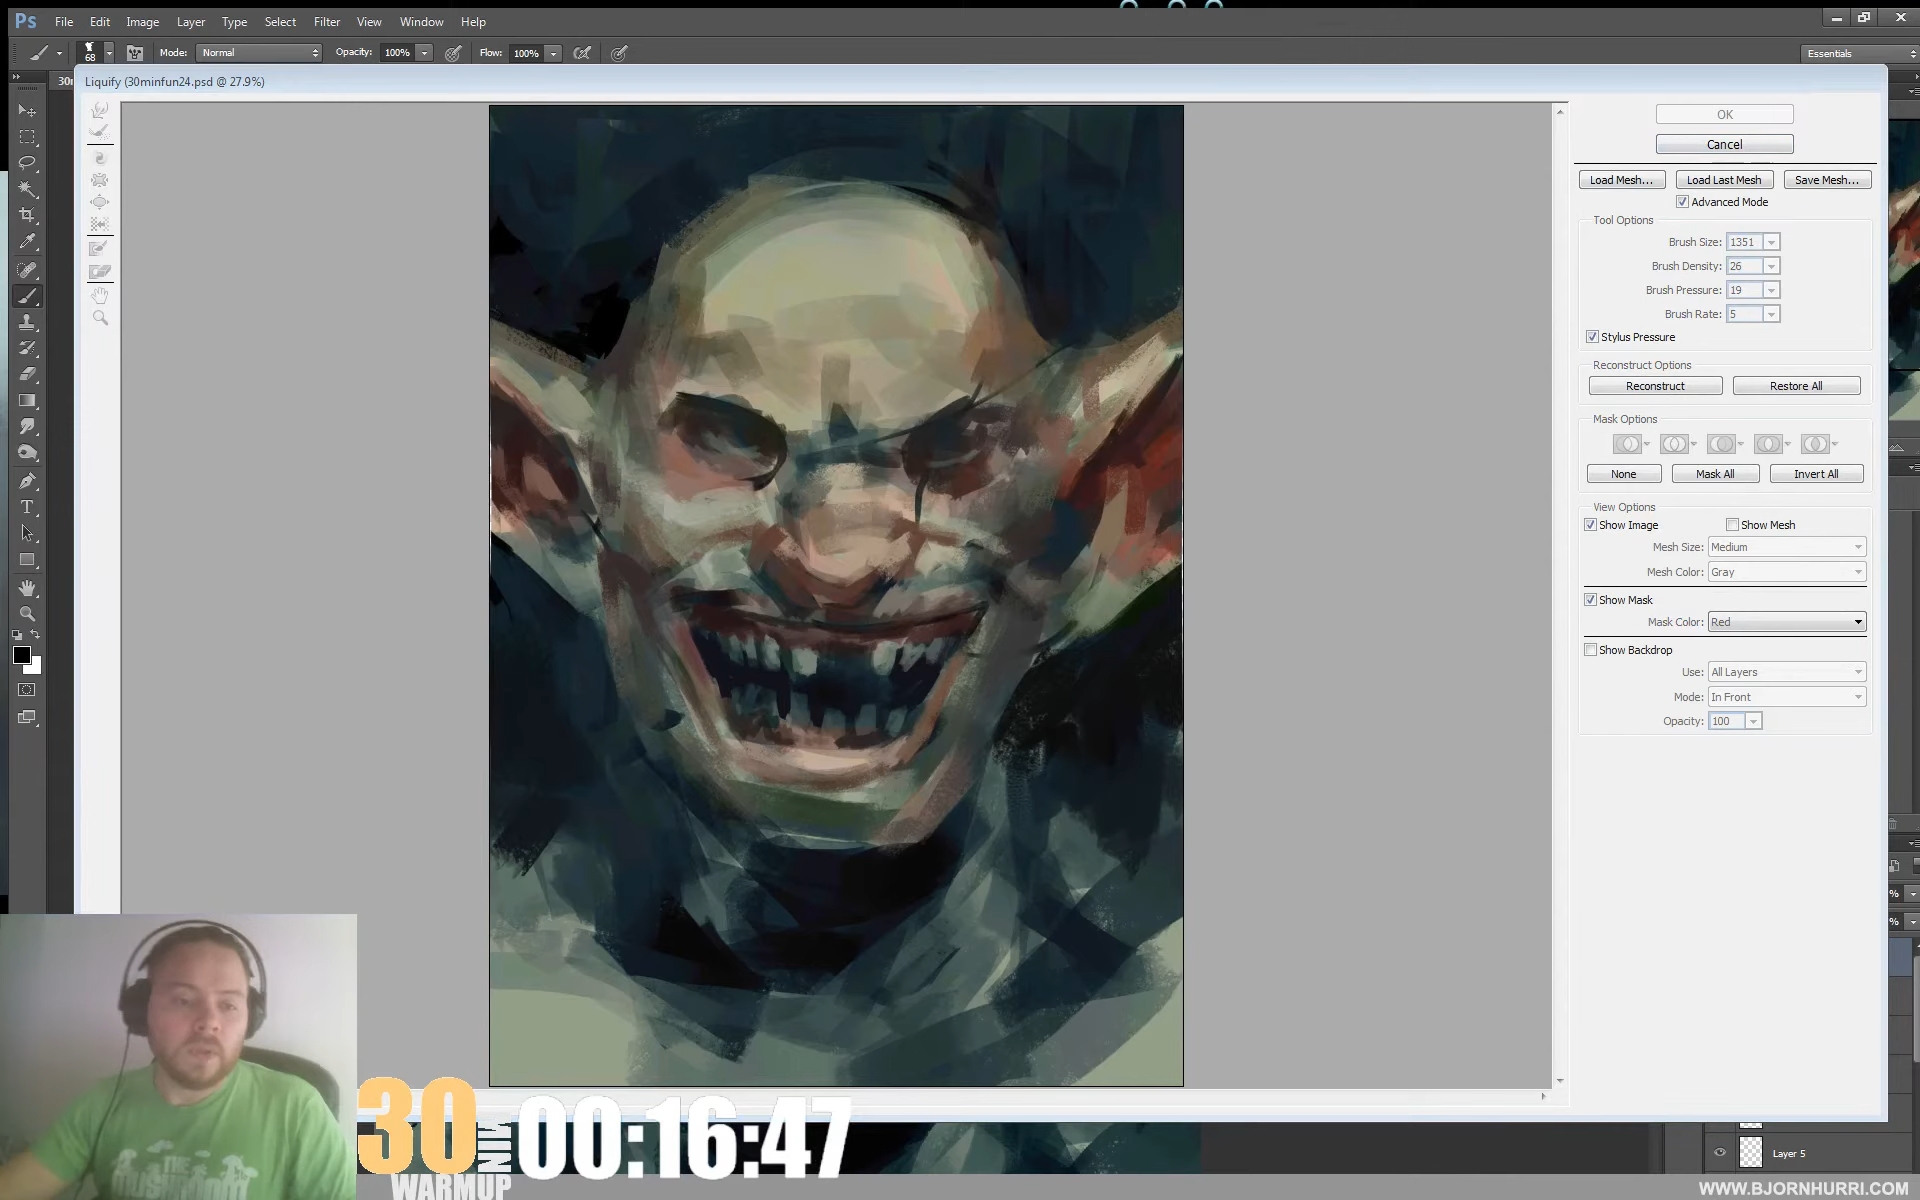 Ps File Edit Image Layer Type Select Filter View Window Help
68 Mode: Normal Opacity: 100% Flow: 100% Essentials
Liquify (30minfun24.psd @ 27.9%)
OK
Cancel
Load Mesh... Load Last Mesh Save Mesh...
Advanced Mode
Tool Options
Brush Size: 1351
Brush Density: 26
Brush Pressure: 19
Brush Rate: 5
Stylus Pressure
Reconstruct Options
Reconstruct Restore All
Mask Options
None Mask All Invert All
View Options
Show Image Show Mesh
Mesh Size: Medium
Mesh Color: Gray
Show Mask
Mask Color: Red
Show Backdrop
Use: All Layers
Mode: In Front
Opacity: 100
%
%
30 MIN 00:16:47
WARMUP
THE
MUSHROOM
Layer 5
WWW.BJORNHURRI.COM